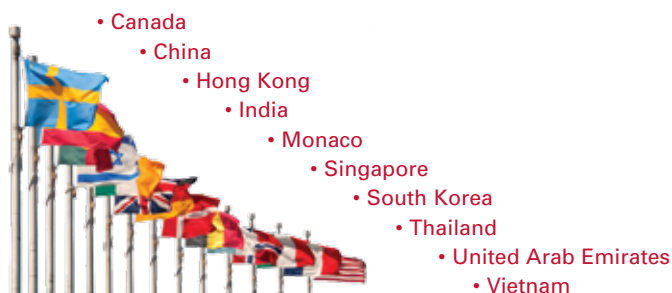 • Canada
• China
• Hong Kong
• India
• Monaco
• Singapore
• South Korea
• Thailand
• United Arab Emirates
• Vietnam